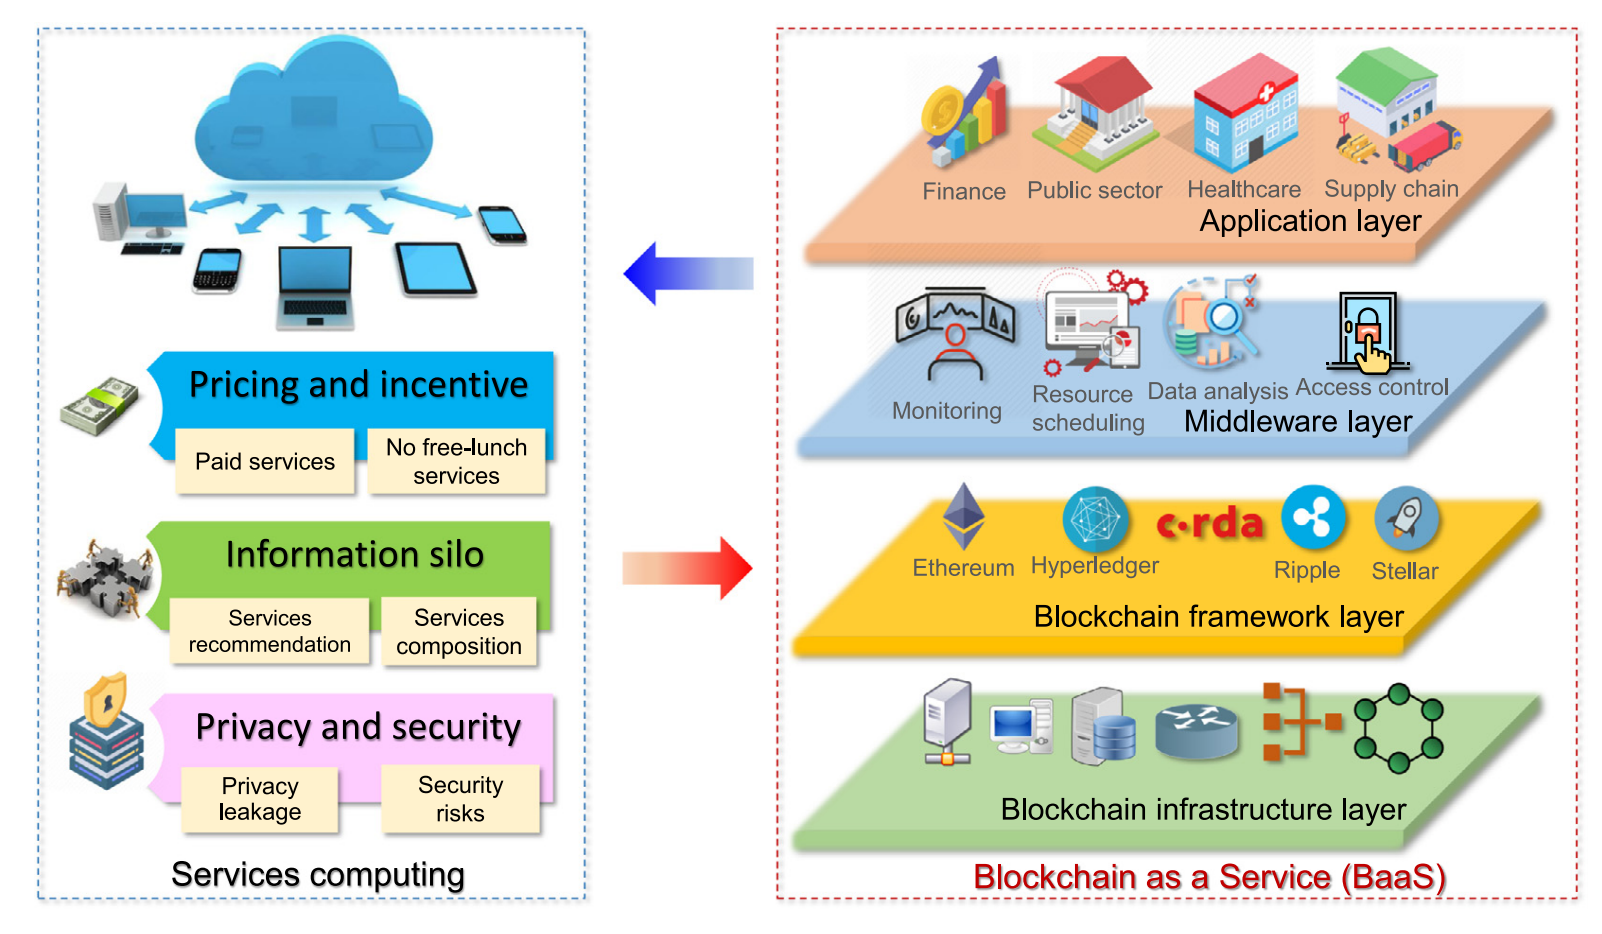 Pricing and incentive
Paid services
No free-lunch
services
Information silo
Services
recommendation
Services
composition
Privacy and security
Privacy
leakage
Security
risks
Services computing
Finance
Public sector
Healthcare
Supply chain
Application layer
Monitoring
Resource
scheduling
Data analysis
Access control
Middleware layer
Ethereum
Hyperledger
c·rda
Ripple
Stellar
Blockchain framework layer
Blockchain infrastructure layer
Blockchain as a Service (BaaS)